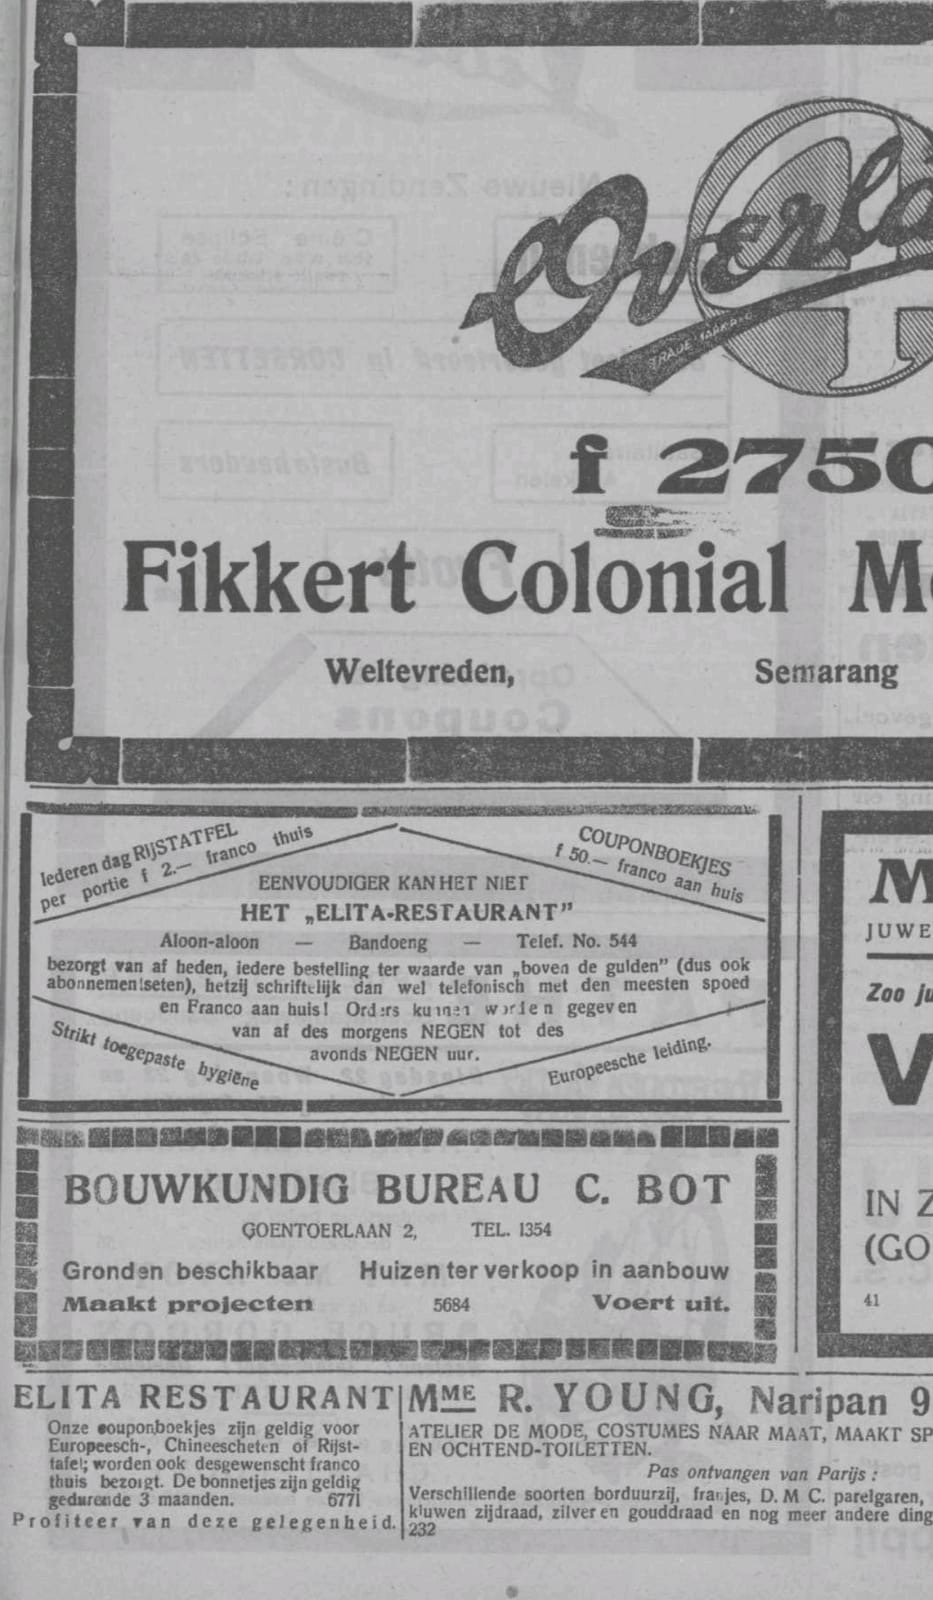 Overla
TRADE MARK
f 2750
Fikkert Colonial M
Weltevreden, Semarang
Iederen dag RIJSTATFEL
per portie f 2.— franco thuis
COUPONBOEKJES
f 50.— franco aan huis
EENVOUDIGER KAN HET NIET
HET „ELITA-RESTAURANT”
Aloon-aloon — Bandoeng — Telef. No. 544
bezorgt van af heden, iedere bestelling ter waarde van „boven de gulden” (dus ook
abonnementseten), hetzij schriftelijk dan wel telefonisch met den meesten spoed
en Franco aan huis! Orders kunnen worden gegeven
van af des morgens NEGEN tot des
avonds NEGEN uur.
Strikt toegepaste hygiëne
Europeesche leiding.
BOUWKUNDIG BUREAU C. BOT
GOENTOERLAAN 2, TEL. 1354
Gronden beschikbaar Huizen ter verkoop in aanbouw
Maakt projecten 5684 Voert uit.
ELITA RESTAURANT
Onze couponboekjes zijn geldig voor
Europeesch-, Chineescheten of Rijst-
tafel; worden ook desgewenscht franco
thuis bezorgt. De bonnetjes zijn geldig
gedurende 3 maanden. 6771
Profiteer van deze gelegenheid.
MME R. YOUNG, Naripan 9
ATELIER DE MODE, COSTUMES NAAR MAAT, MAAKT SP
EN OCHTEND-TOILETTEN.
Pas ontvangen van Parijs :
Verschillende soorten borduurzij, franjes, D. M C. parelgaren,
kluwen zijdraad, zilver en gouddraad en nog meer andere ding
232
M
JUWE
Zoo ju
V
IN Z
(GO
41